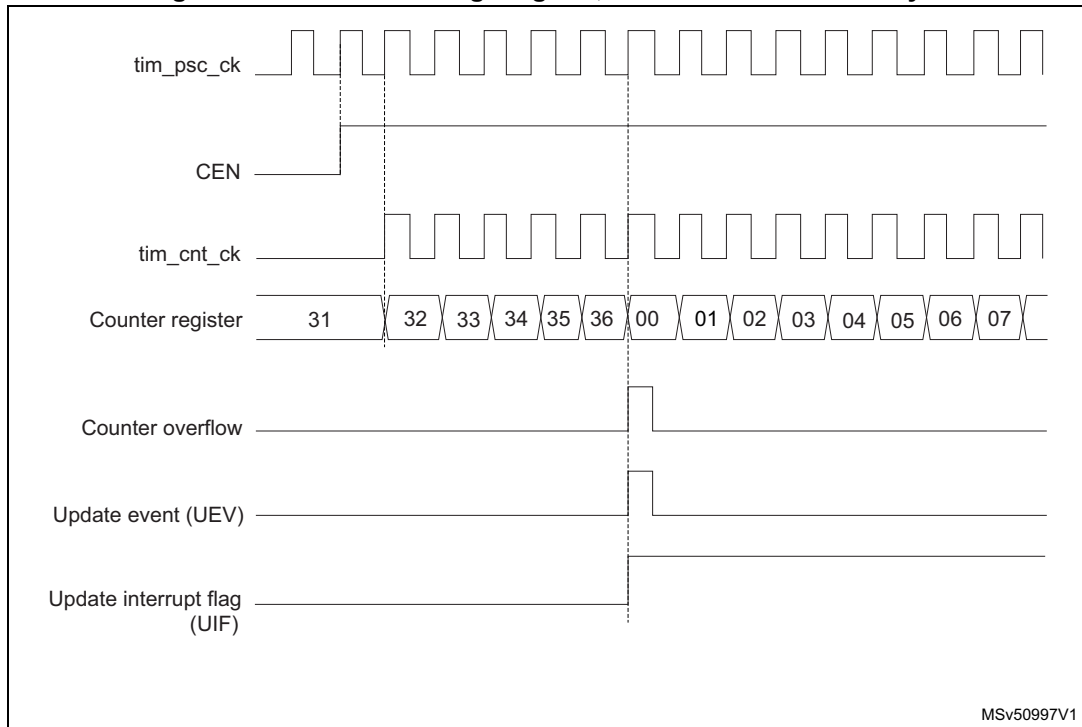 tim_psc_ck
CEN
tim_cnt_ck
Counter register 31 32 33 34 35 36 00 01 02 03 04 05 06 07
Counter overflow
Update event (UEV)
Update interrupt flag
(UIF)
MSv50997V1